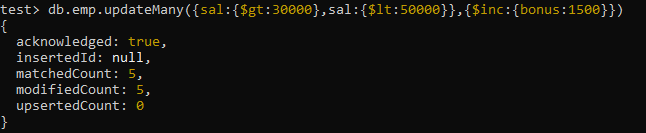 test> db.emp.updateMany({sal:{$gt:30000},sal:{$lt:50000}},{$inc:{bonus:1500}})
{
  acknowledged: true,
  insertedId: null,
  matchedCount: 5,
  modifiedCount: 5,
  upsertedCount: 0
}